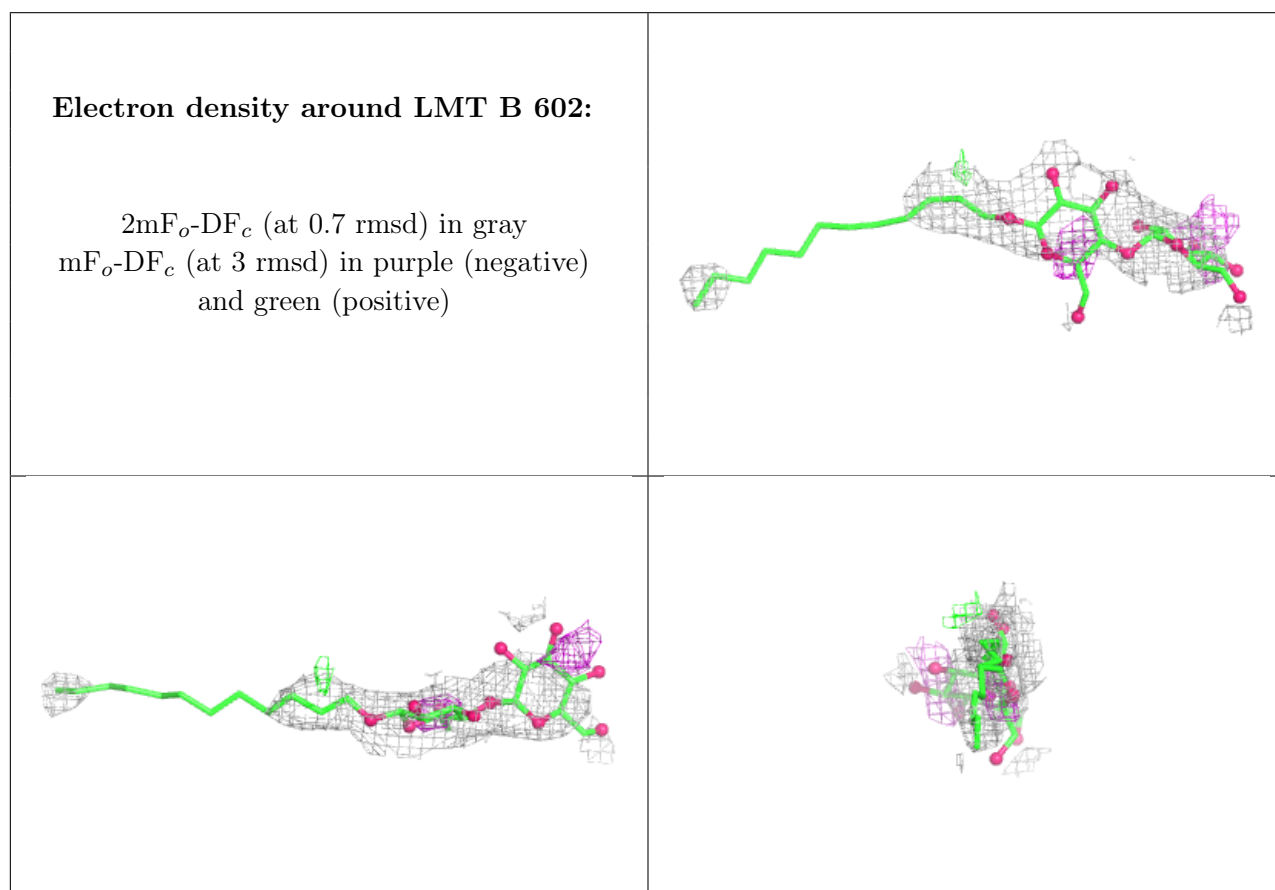 Electron density around LMT B 602:
2mFo-DFc (at 0.7 rmsd) in gray
mFo-DFc (at 3 rmsd) in purple (negative)
and green (positive)